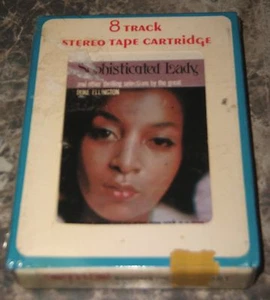 8 TRACK
STEREO TAPE CARTRIDGE
Sophisticated Lady,
and other thrilling selections by the great
DUKE ELLINGTON